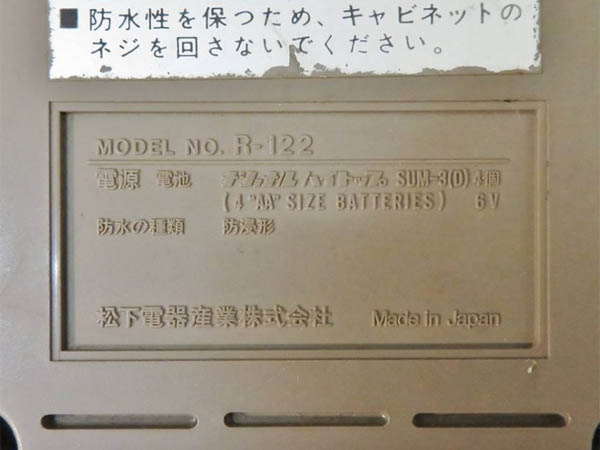 ■ 防水性を保つため、キャビネットの
ネジを回さないでください。
MODEL NO. R-122
電源 電池 ナショナル ハイトップ SUM-3(D) 4個
(4 "AA" SIZE BATTERIES) 6V
防水の種類 防浸形
松下電器産業株式会社 Made in Japan